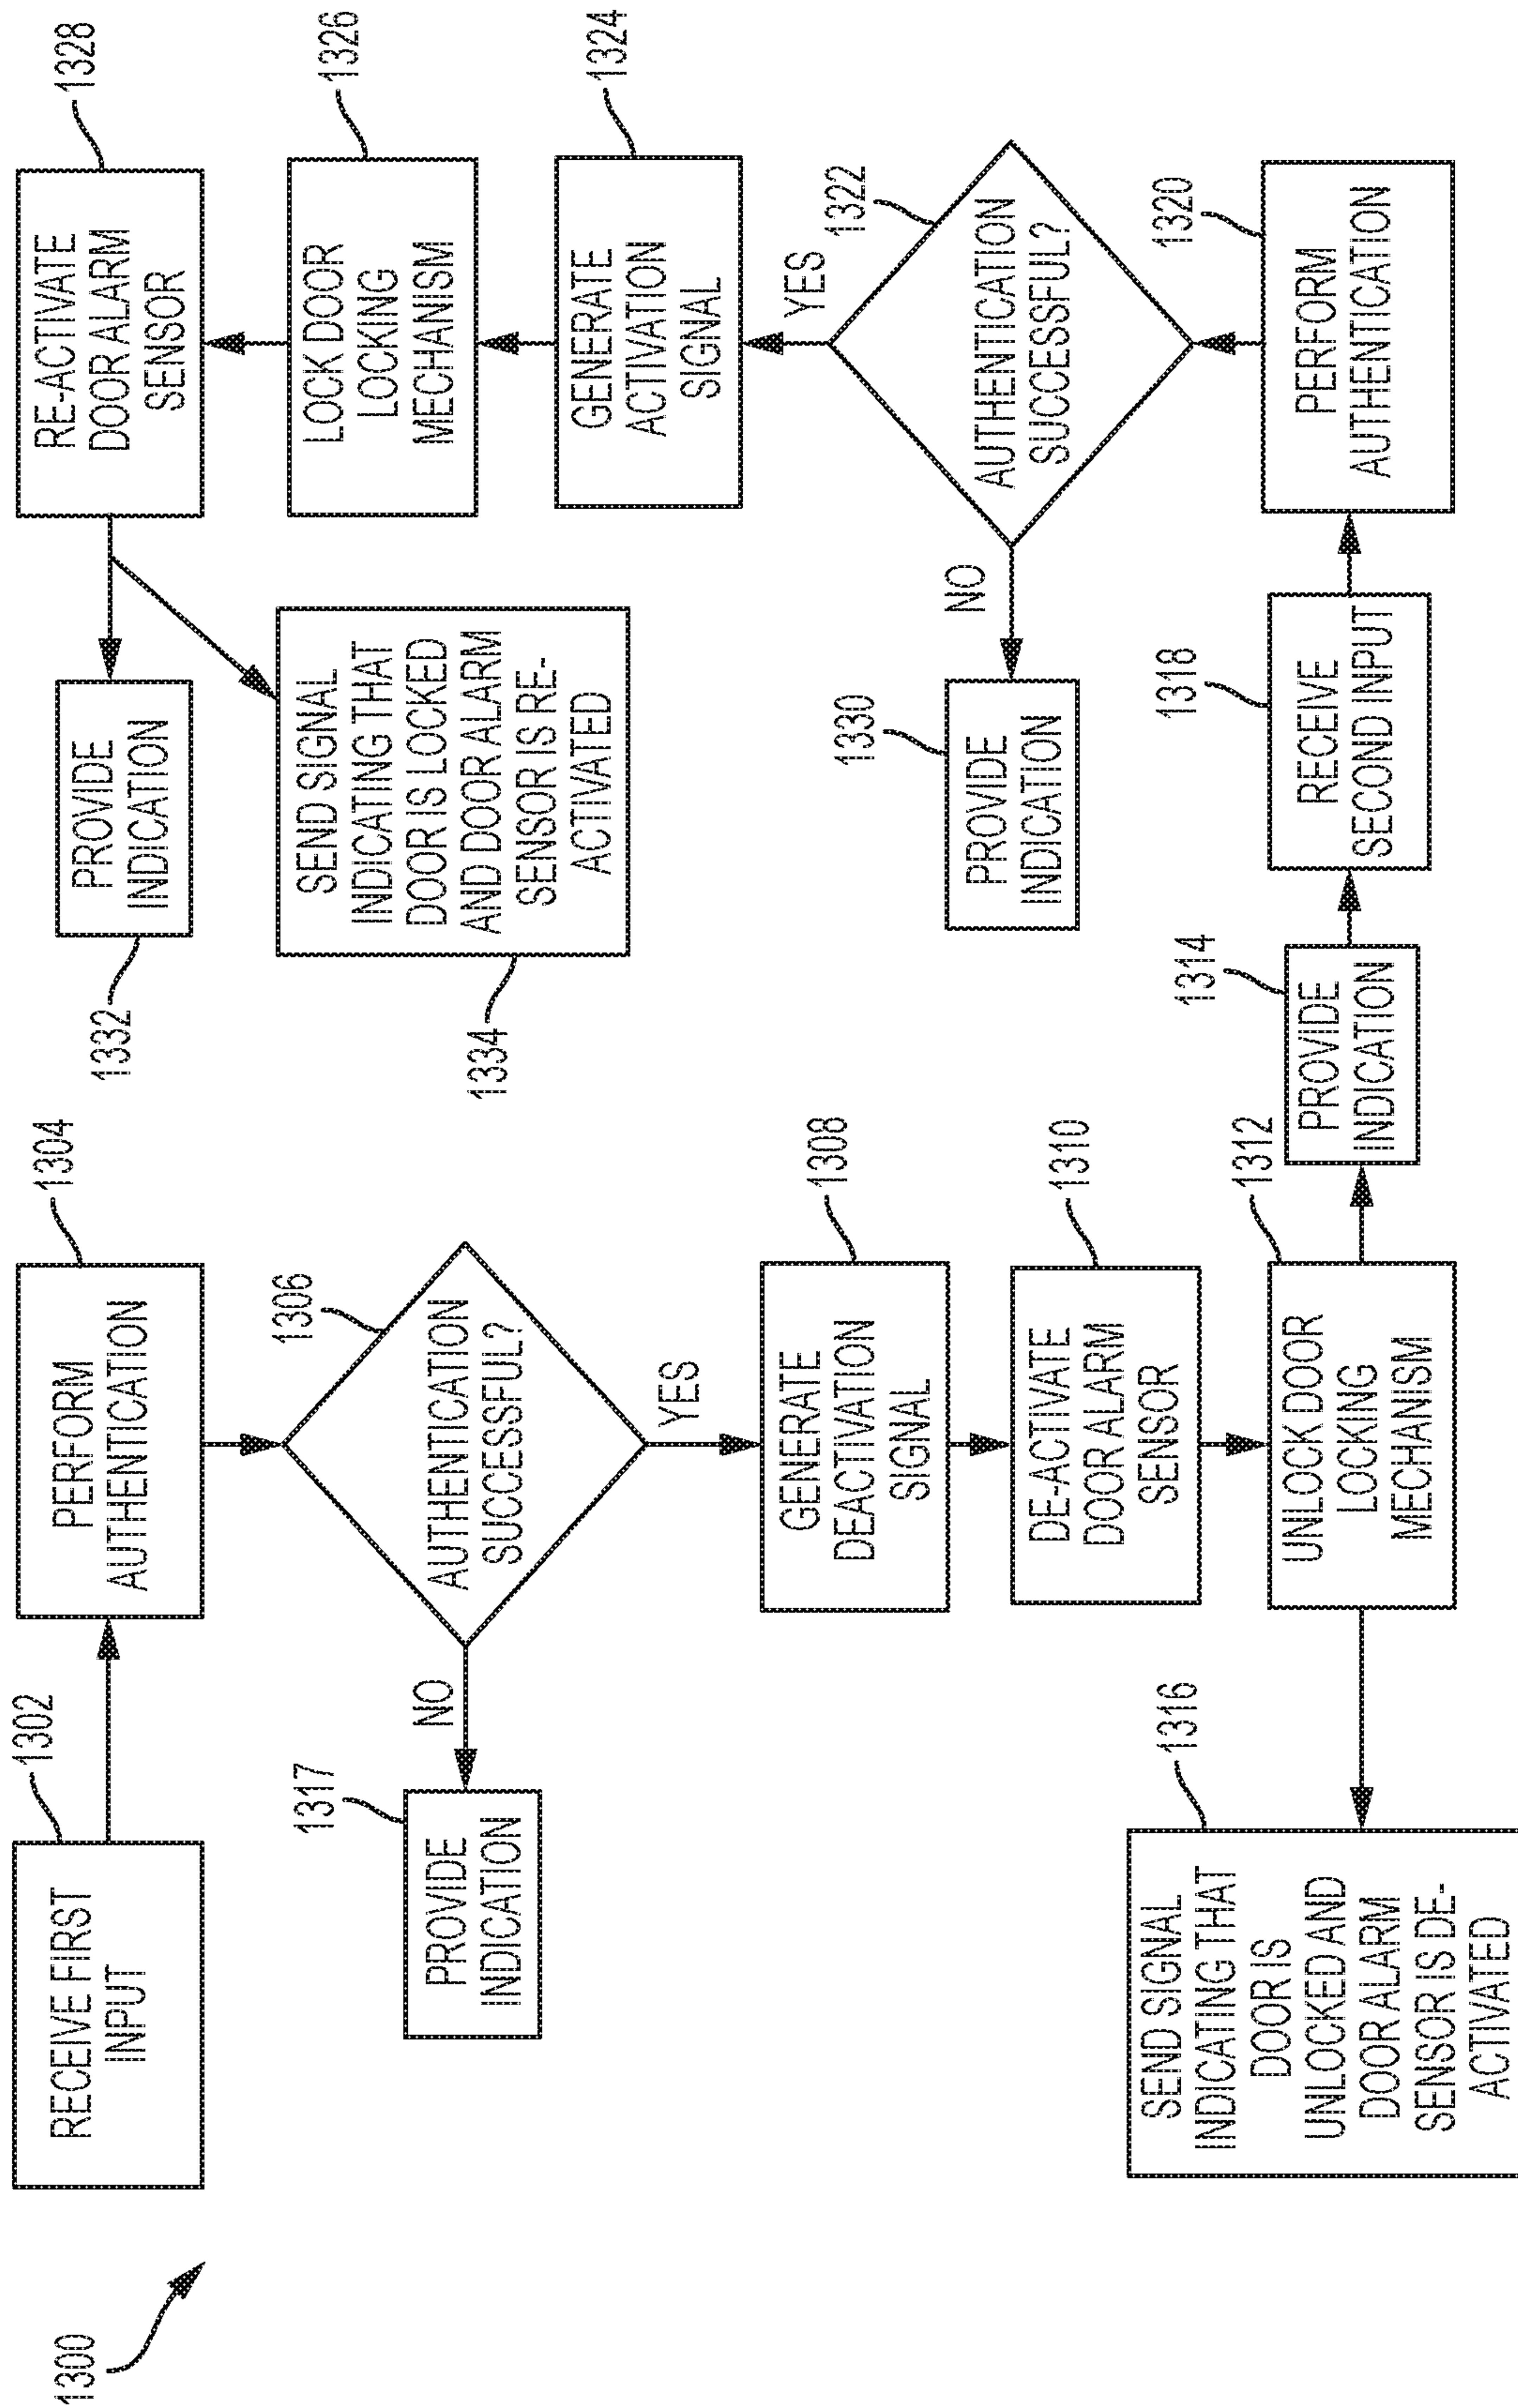 1300
1302
RECEIVE FIRST
INPUT
1304
PERFORM
AUTHENTICATION
1306
AUTHENTICATION
SUCCESSFUL?
NO
1317
PROVIDE
INDICATION
YES
1308
GENERATE
DEACTIVATION
SIGNAL
1310
DE-ACTIVATE
DOOR ALARM
SENSOR
1312
UNLOCK DOOR
LOCKING
MECHANISM
1316
SEND SIGNAL
INDICATING THAT
DOOR IS
UNLOCKED AND
DOOR ALARM
SENSOR IS DE-
ACTIVATED
1314
PROVIDE
INDICATION
1318
RECEIVE
SECOND INPUT
1320
PERFORM
AUTHENTICATION
1322
AUTHENTICATION
SUCCESSFUL?
NO
1330
PROVIDE
INDICATION
YES
1324
GENERATE
ACTIVATION
SIGNAL
1326
LOCK DOOR
LOCKING
MECHANISM
1328
RE-ACTIVATE
DOOR ALARM
SENSOR
1332
PROVIDE
INDICATION
1334
SEND SIGNAL
INDICATING THAT
DOOR IS LOCKED
AND DOOR ALARM
SENSOR IS RE-
ACTIVATED